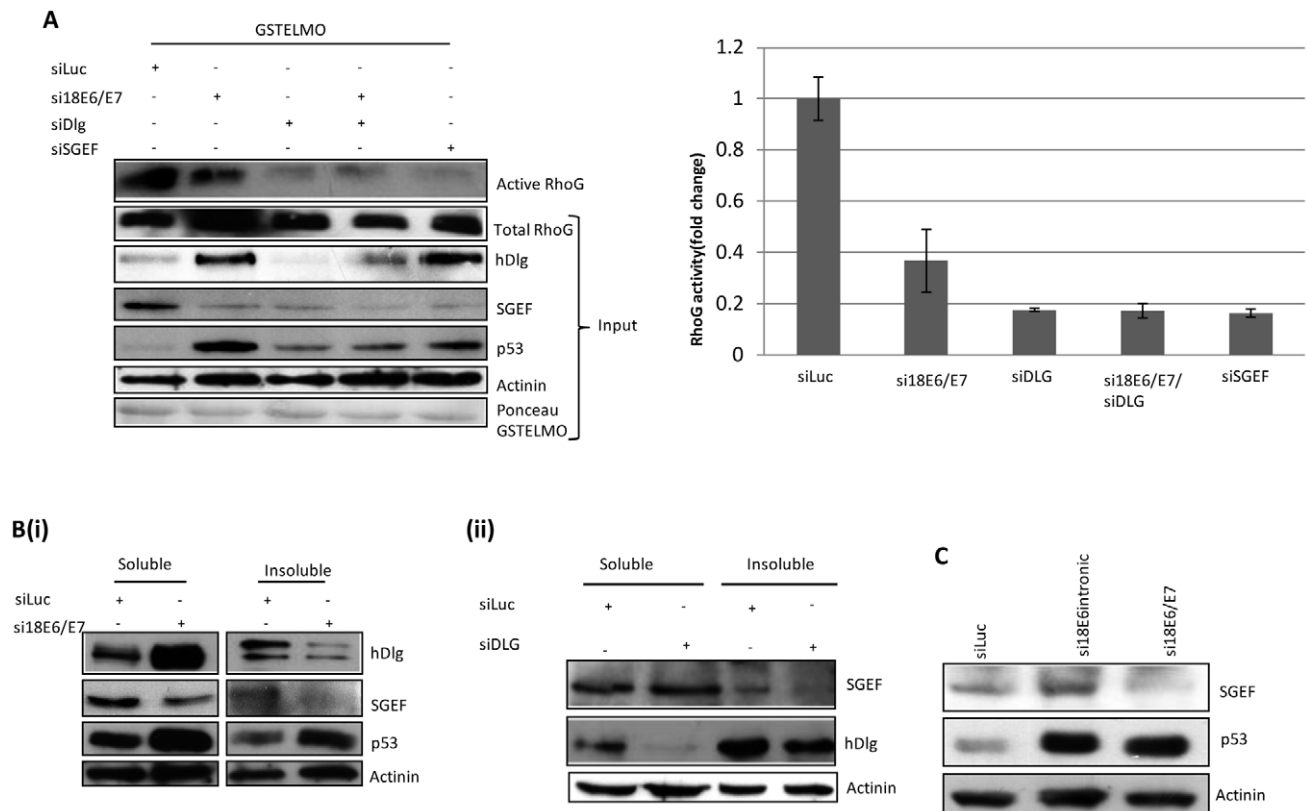 A
GSTELMO
siLuc + - - - -
si18E6/E7 - + - + -
siDlg - - + + -
siSGEF - - - - +
Active RhoG
Total RhoG
hDlg
SGEF
p53
Actinin
Ponceau
GSTELMO
Input
RhoG activity(fold change)
1.2
1
0.8
0.6
0.4
0.2
0
siLuc si18E6/E7 siDLG si18E6/E7/ siSGEF
siDLG
B(i)
Soluble Insoluble
siLuc + - + -
si18E6/E7 - + - +
hDlg
SGEF
p53
Actinin
(ii)
Soluble Insoluble
siLuc + - + -
siDLG - + - +
SGEF
hDlg
Actinin
C
siLuc
si18E6intronic
si18E6/E7
SGEF
p53
Actinin